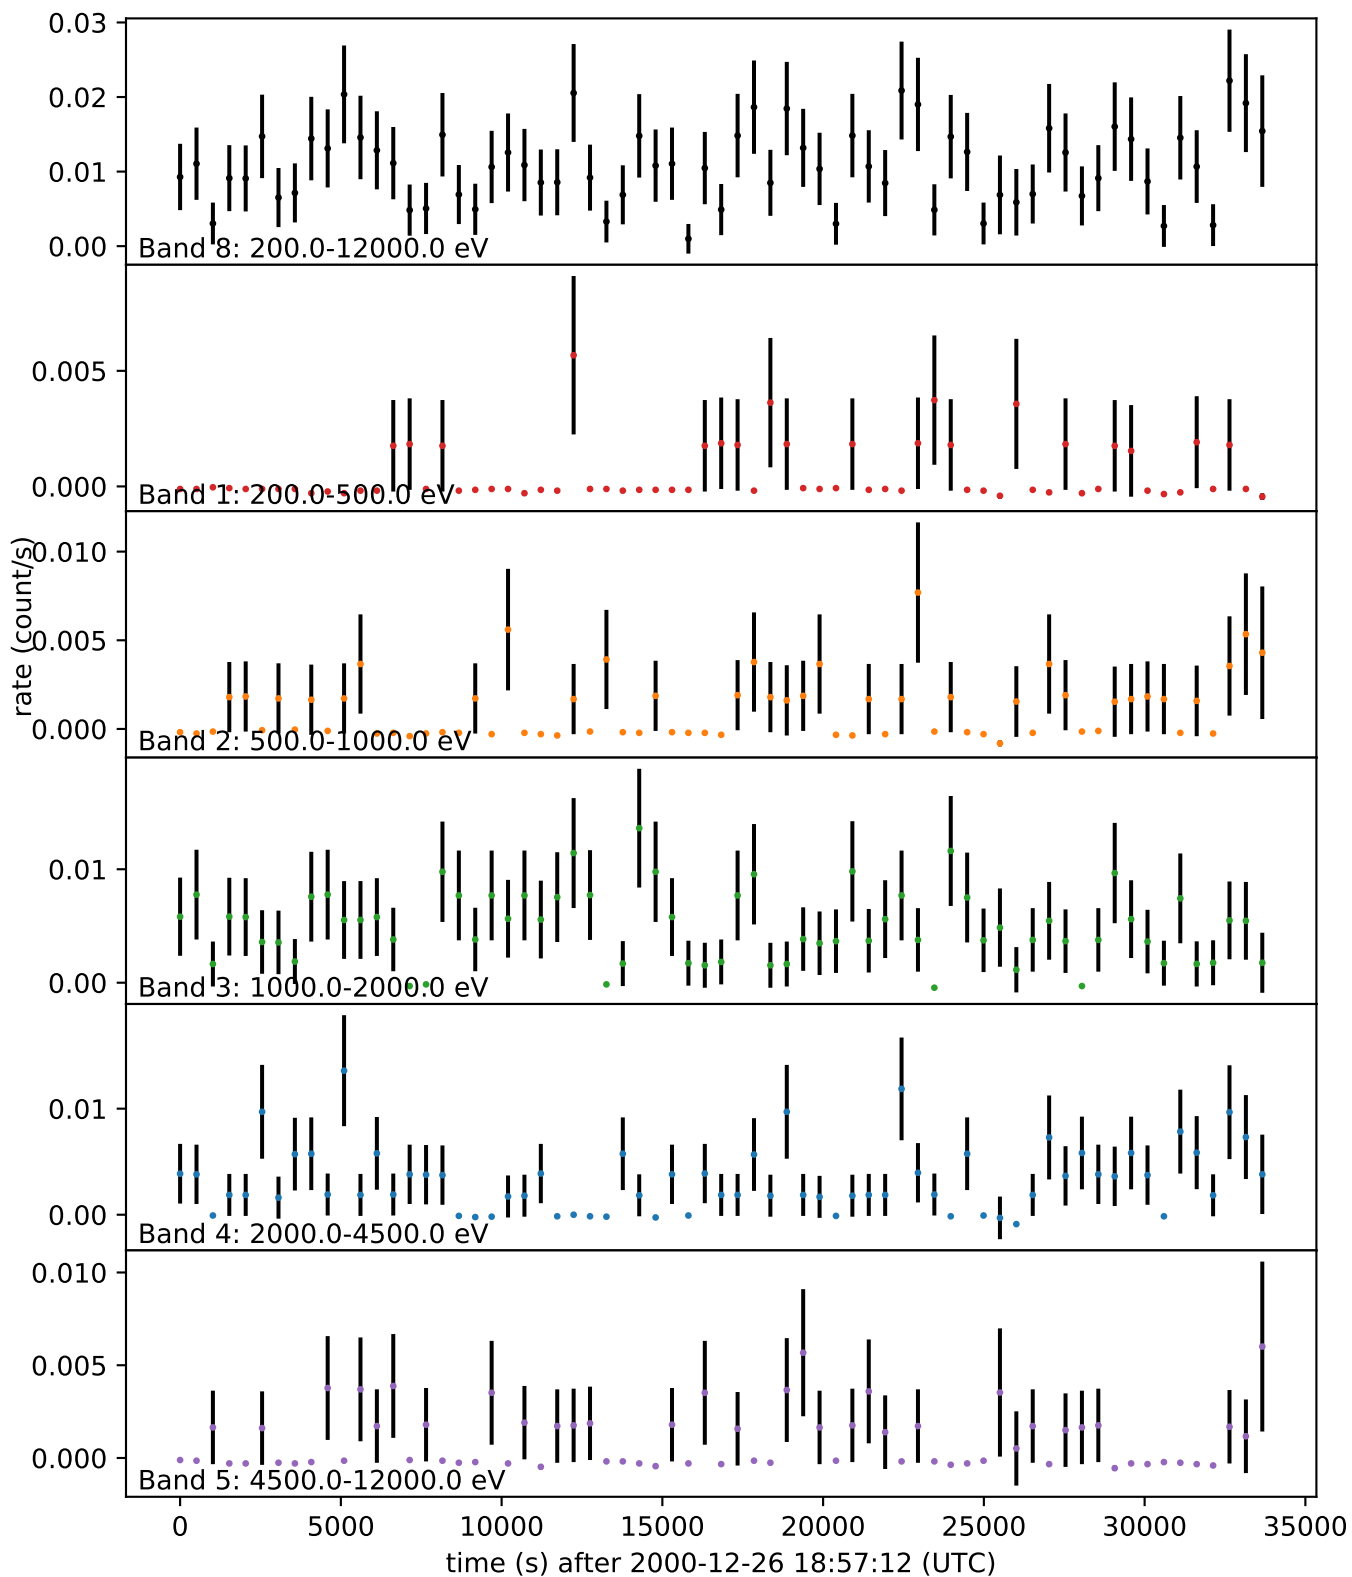 0.03
0.02
0.01
0.00
Band 8: 200.0-12000.0 eV
0.005
0.000
Band 1: 200.0-500.0 eV
rate (count/s)
0.010
0.005
0.000
Band 2: 500.0-1000.0 eV
0.01
0.00
Band 3: 1000.0-2000.0 eV
0.01
0.00
Band 4: 2000.0-4500.0 eV
0.010
0.005
0.000
Band 5: 4500.0-12000.0 eV
0 5000 10000 15000 20000 25000 30000 35000
time (s) after 2000-12-26 18:57:12 (UTC)